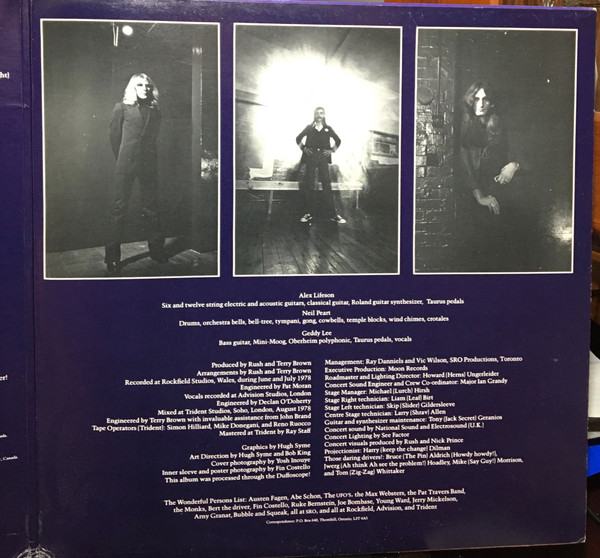 ght)
er!
, Canada
Alex Lifeson
Six and twelve string electric and acoustic guitars, classical guitar, Roland guitar synthesizer, Taurus pedals
Neil Peart
Drums, orchestra bells, bell-tree, tympani, gong, cowbells, temple blocks, wind chimes, crotales
Geddy Lee
Bass guitar, Mini-Moog, Oberheim polyphonic, Taurus pedals, vocals
Produced by Rush and Terry Brown
Arrangements by Rush and Terry Brown
Recorded at Rockfield Studios, Wales, during June and July 1978
Engineered by Pat Moran
Vocals recorded at Advision Studios, London
Engineered by Declan O'Doherty
Mixed at Trident Studios, Soho, London, August 1978
Engineered by Terry Brown with invaluable assistance from John Brand
Tape Operators (Trident): Simon Hilliard, Mike Donegani, and Reno Ruocco
Mastered at Trident by Ray Staff
Graphics by Hugh Syme
Art Direction by Hugh Syme and Bob King
Cover photography by Yosh Inouye
Inner sleeve and poster photography by Fin Costello
This album was processed through the Duffoscope!
Management: Ray Danniels and Vic Wilson, SRO Productions, Toronto
Executive Production: Moon Records
Roadmaster and Lighting Director: Howard (Herns) Ungerleider
Concert Sound Engineer and Crew Co-ordinator: Major Ian Grandy
Stage Manager: Michael (Lurch) Hirsh
Stage Right technician: Liam (Leaf) Birt
Stage Left technician: Skip (Slider) Gildersleeve
Centre Stage technician: Larry (Shrav) Allen
Guitar and synthesizer maintenance: Tony (Jack Secret) Geranios
Concert sound by National Sound and Electrosound (U.K.)
Concert Lighting by See Factor
Concert visuals produced by Rush and Nick Prince
Projectionist: Harry (keep the change) Dilman
Those daring drivers!: Bruce (The Pin) Aldrich (Howdy howdy!),
Jwerg (Ah think Ah see the problem!) Hoadley, Mike (Say Guy!) Morrison,
and Tom (Zig-Zag) Whittaker
The Wonderful Persons List: Austen Fagen, Abe Schon, The UFO's, the Max Websters, the Pat Travers Band,
the Monks, Bert the driver, Fin Costello, Ruke Bernstein, Joe Bombase, Young Ward, Jerry Mickelson,
Arny Granat, Bubble and Squeak, all at SRO, and all at Rockfield, Advision, and Trident
Correspondence: P.O. Box 640, Thornhill, Ontario, L3T 4A5